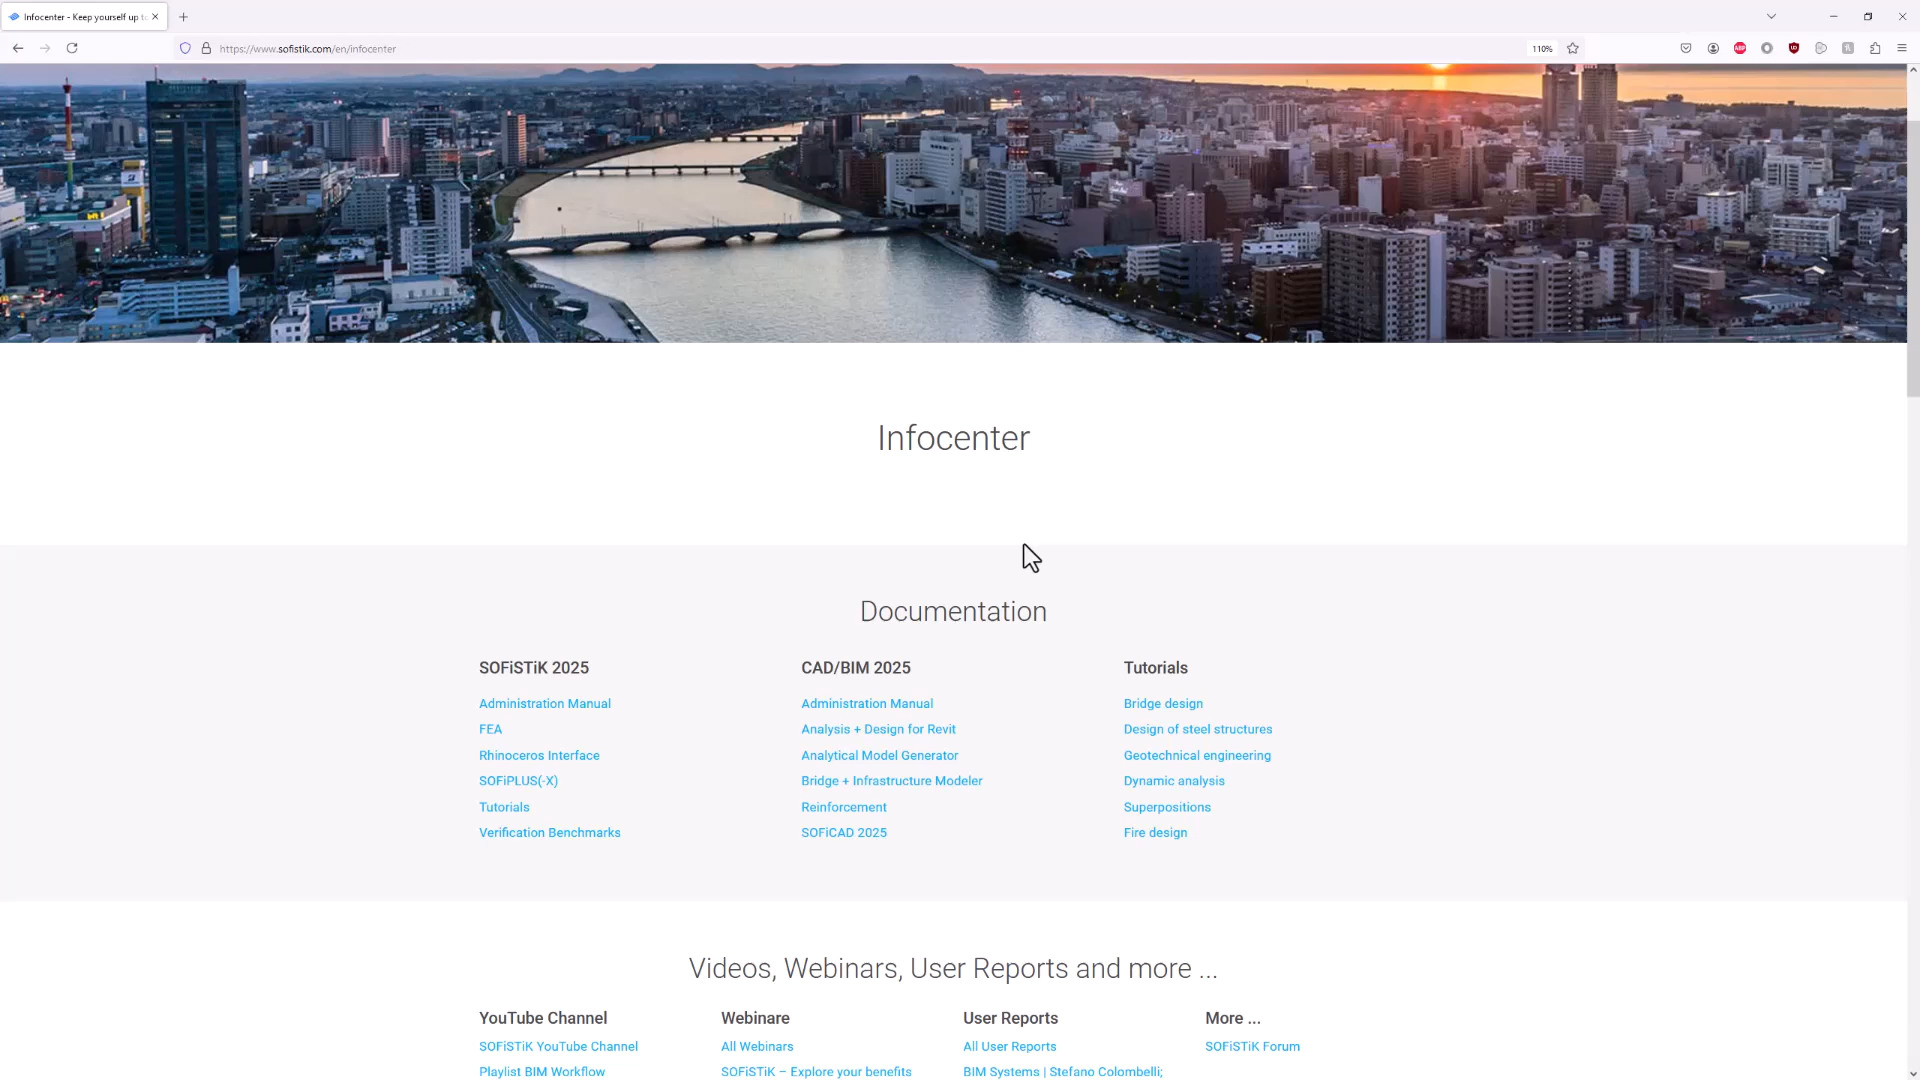 Infocenter - Keep yourself up to
https://www.sofistik.com/en/infocenter
110%
ABP
Infocenter
Documentation
SOFiSTiK 2025
Administration Manual
FEA
Rhinoceros Interface
SOFiPLUS(-X)
Tutorials
Verification Benchmarks
CAD/BIM 2025
Administration Manual
Analysis + Design for Revit
Analytical Model Generator
Bridge + Infrastructure Modeler
Reinforcement
SOFiCAD 2025
Tutorials
Bridge design
Design of steel structures
Geotechnical engineering
Dynamic analysis
Superpositions
Fire design
Videos, Webinars, User Reports and more ...
YouTube Channel
SOFiSTiK YouTube Channel
Playlist BIM Workflow
Webinare
All Webinars
SOFiSTiK – Explore your benefits
User Reports
All User Reports
BIM Systems | Stefano Colombelli;
More ...
SOFiSTiK Forum